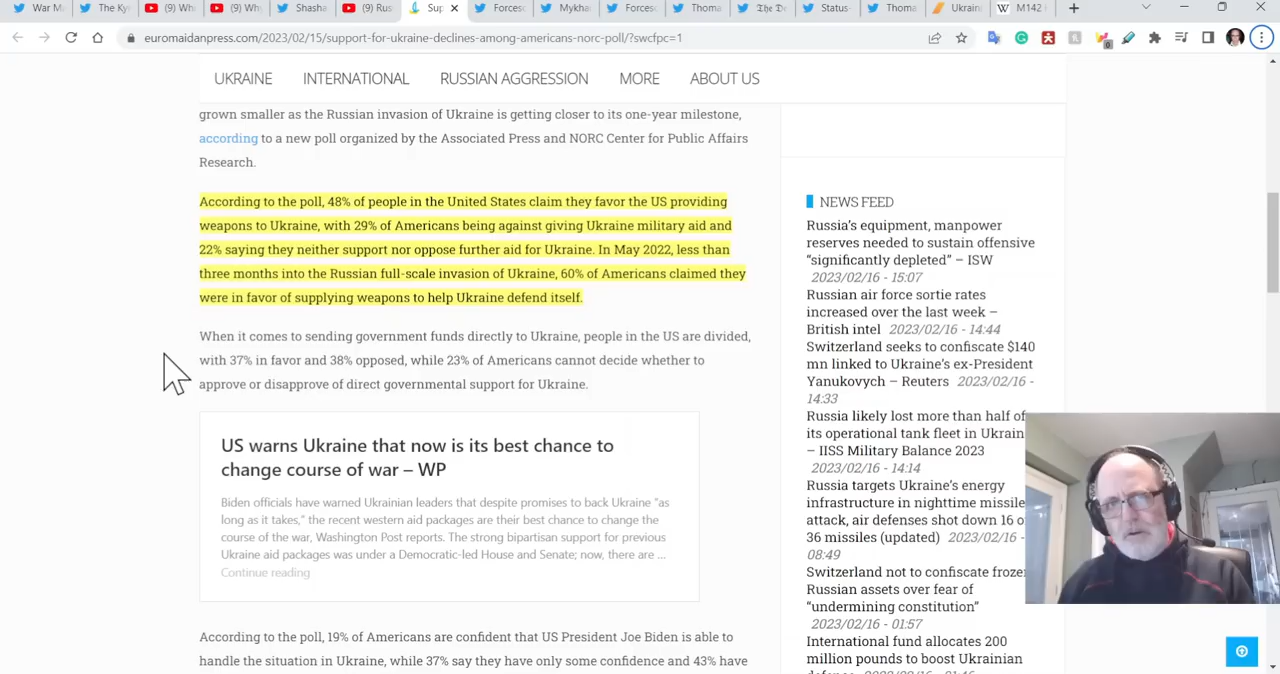 War M
The Ky
(9) Wh
(9) Wh
Shasha
(9) Rus
Sup
Forces
Mykha
Forces
Thoma
The Dr
Status-
Thoma
Ukrain
M142 H
euromaidanpress.com/2023/02/15/support-for-ukraine-declines-among-americans-norc-poll/?swcfpc=1
UKRAINE INTERNATIONAL RUSSIAN AGGRESSION MORE ABOUT US
grown smaller as the Russian invasion of Ukraine is getting closer to its one-year milestone,
according to a new poll organized by the Associated Press and NORC Center for Public Affairs
Research.
According to the poll, 48% of people in the United States claim they favor the US providing
weapons to Ukraine, with 29% of Americans being against giving Ukraine military aid and
22% saying they neither support nor oppose further aid for Ukraine. In May 2022, less than
three months into the Russian full-scale invasion of Ukraine, 60% of Americans claimed they
were in favor of supplying weapons to help Ukraine defend itself.
When it comes to sending government funds directly to Ukraine, people in the US are divided,
with 37% in favor and 38% opposed, while 23% of Americans cannot decide whether to
approve or disapprove of direct governmental support for Ukraine.
US warns Ukraine that now is its best chance to
change course of war – WP
Biden officials have warned Ukrainian leaders that despite promises to back Ukraine "as
long as it takes," the recent western aid packages are their best chance to change the
course of the war, Washington Post reports. The strong bipartisan support for previous
Ukraine aid packages was under a Democratic-led House and Senate; now, there are ...
Continue reading
According to the poll, 19% of Americans are confident that US President Joe Biden is able to
handle the situation in Ukraine, while 37% say they have only some confidence and 43% have
NEWS FEED
Russia's equipment, manpower
reserves needed to sustain offensive
"significantly depleted" – ISW
2023/02/16 - 15:07
Russian air force sortie rates
increased over the last week –
British intel 2023/02/16 - 14:44
Switzerland seeks to confiscate $140
mn linked to Ukraine's ex-President
Yanukovych – Reuters 2023/02/16 -
14:33
Russia likely lost more than half of
its operational tank fleet in Ukrain
– IISS Military Balance 2023
2023/02/16 - 14:14
Russia targets Ukraine's energy
infrastructure in nighttime missile
attack, air defenses shot down 16 o
36 missiles (updated) 2023/02/16 -
08:49
Switzerland not to confiscate frozen
Russian assets over fear of
"undermining constitution"
2023/02/16 - 01:57
International fund allocates 200
million pounds to boost Ukrainian